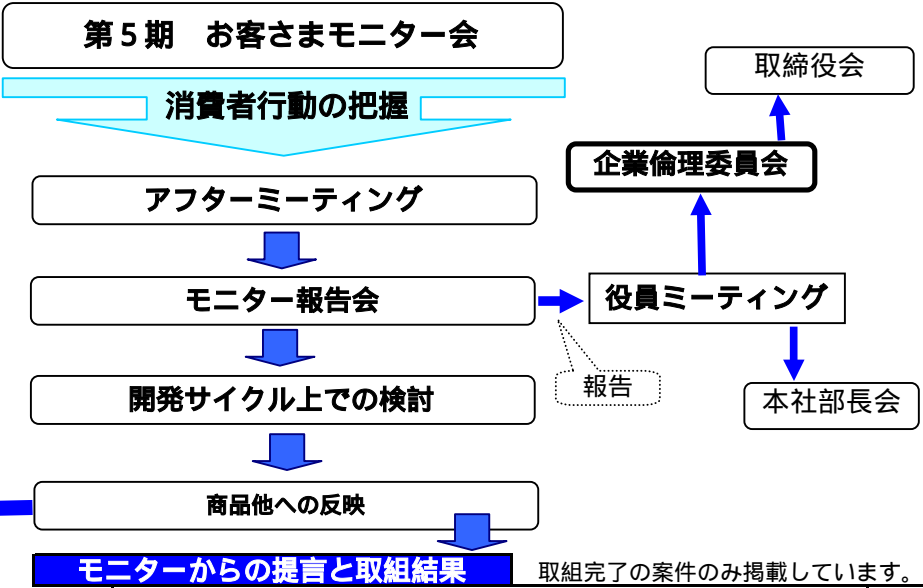 第5期　お客さまモニター会
消費者行動の把握
アフターミーティング
モニター報告会
開発サイクル上での検討
商品他への反映
モニターからの提言と取組結果
取組完了の案件のみ掲載しています。
取締役会
企業倫理委員会
役員ミーティング
報告
本社部長会